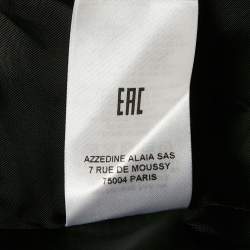 EAC
AZZEDINE ALAIA SAS
7 RUE DE MOUSSY
75004 PARIS